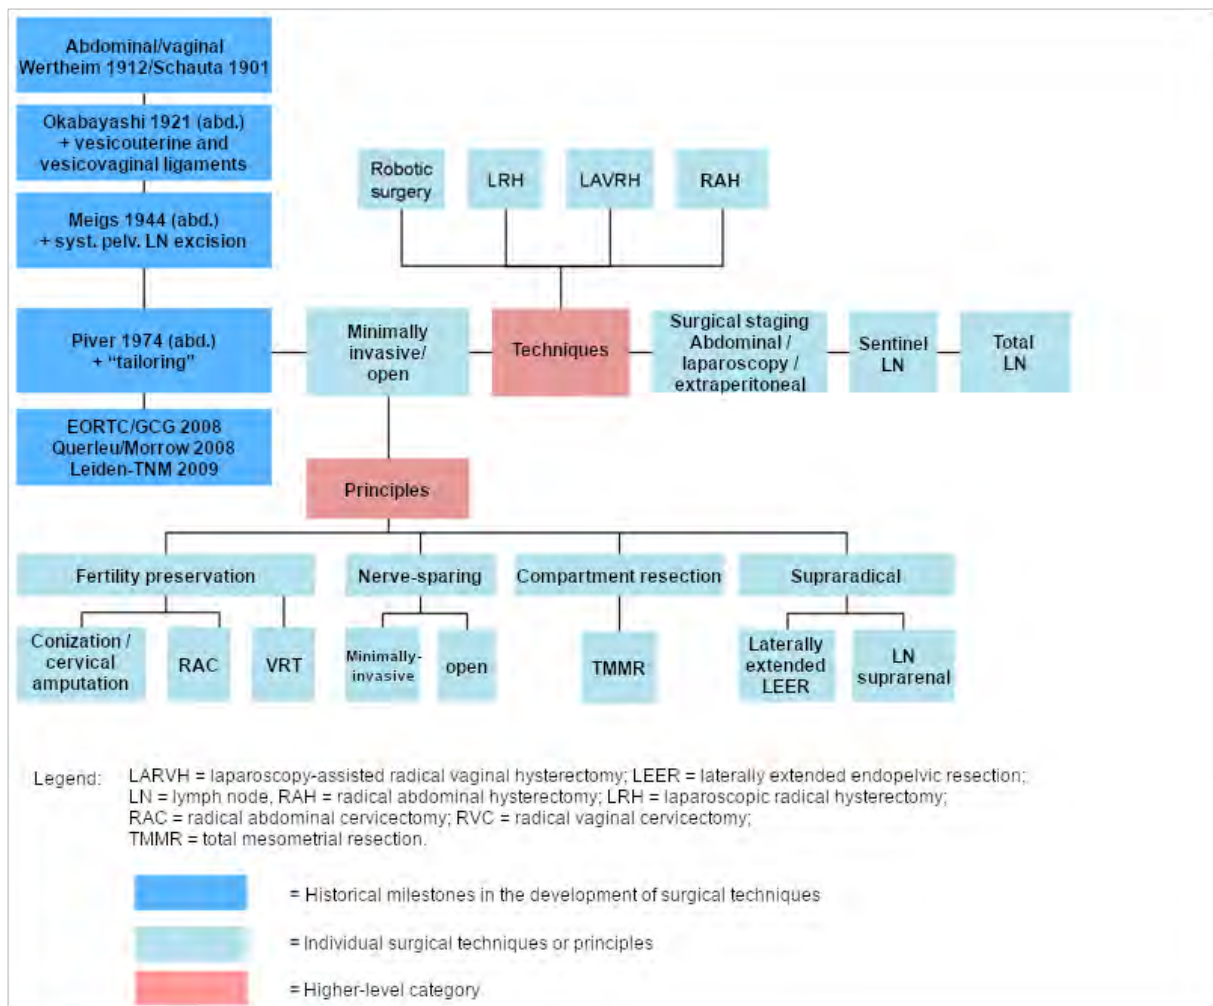 Abdominal/vaginal
Wertheim 1912/Schauta 1901
Okabayashi 1921 (abd.)
+ vesicouterine and
vesicovaginal ligaments
Meigs 1944 (abd.)
+ syst. pelv. LN excision
Piver 1974 (abd.)
+ “tailoring”
EORTC/GCG 2008
Querleu/Morrow 2008
Leiden-TNM 2009
Robotic
surgery
LRH
LAVRH
RAH
Minimally
invasive/
open
Techniques
Surgical staging
Abdominal /
laparoscopy /
extraperitoneal
Sentinel
LN
Total
LN
Principles
Fertility preservation
Nerve-sparing
Compartment resection
Supraradical
Conization /
cervical
amputation
RAC
VRT
Minimally-
invasive
open
TMMR
Laterally
extended
LEER
LN
suprarenal
Legend: LARVH = laparoscopy-assisted radical vaginal hysterectomy; LEER = laterally extended endopelvic resection;
LN = lymph node, RAH = radical abdominal hysterectomy; LRH = laparoscopic radical hysterectomy;
RAC = radical abdominal cervicectomy; RVC = radical vaginal cervicectomy;
TMMR = total mesometrial resection.
= Historical milestones in the development of surgical techniques
= Individual surgical techniques or principles
= Higher-level category